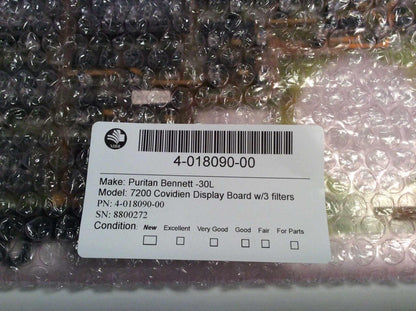 4-018090-00
Make: Puritan Bennett -30L
Model: 7200 Covidien Display Board w/3 filters
PN: 4-018090-00
SN: 8800272
Condition: New Excellent Very Good Good Fair For Parts